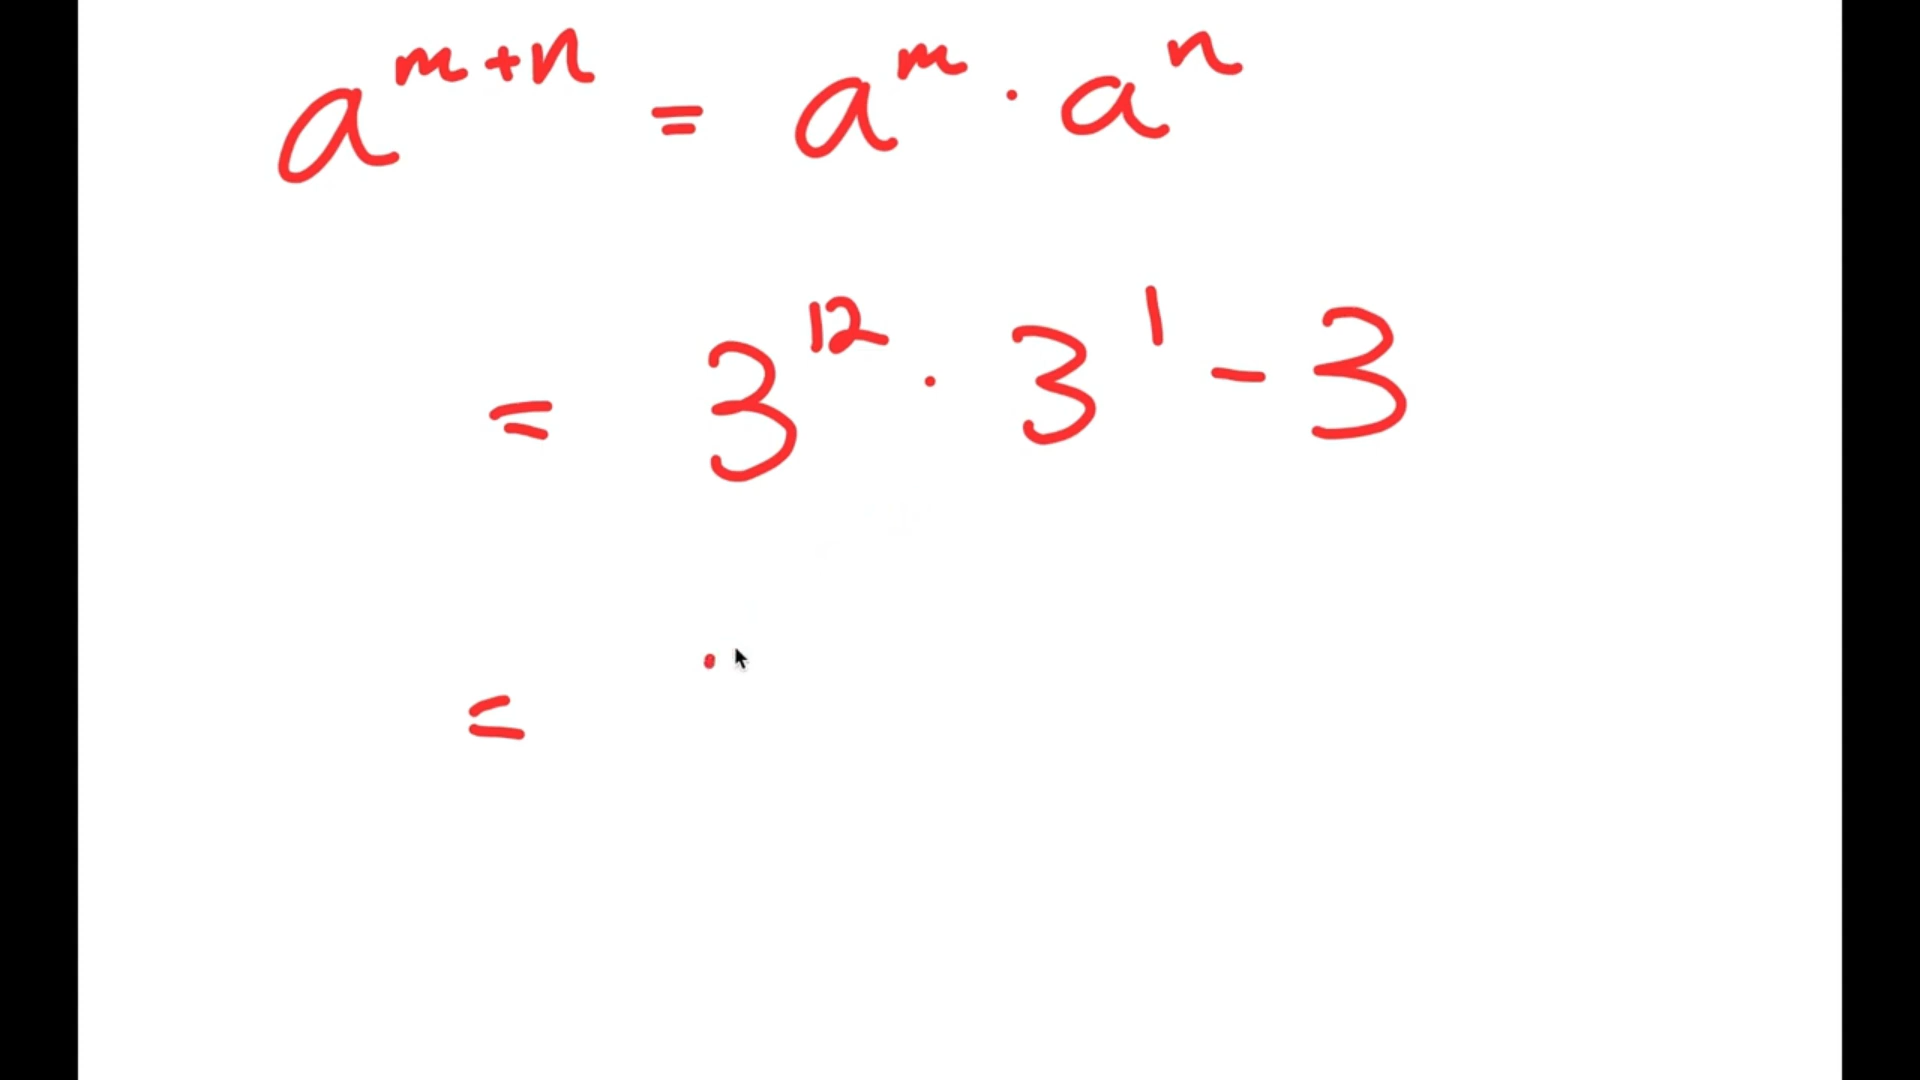 a^{m+n} = a^m · a^n
= 3^{12} · 3^1 - 3
=